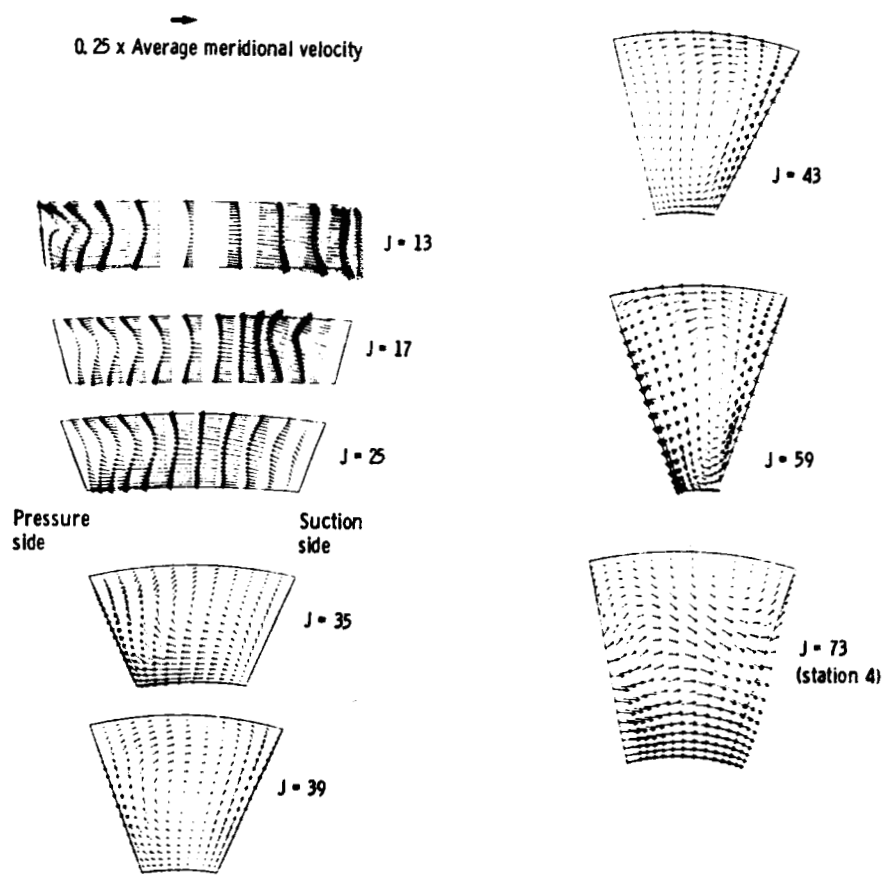 0.25 x Average meridional velocity
J = 13
J = 17
J = 25
Pressure side
Suction side
J = 35
J = 39
J = 43
J = 59
J = 73
(station 4)